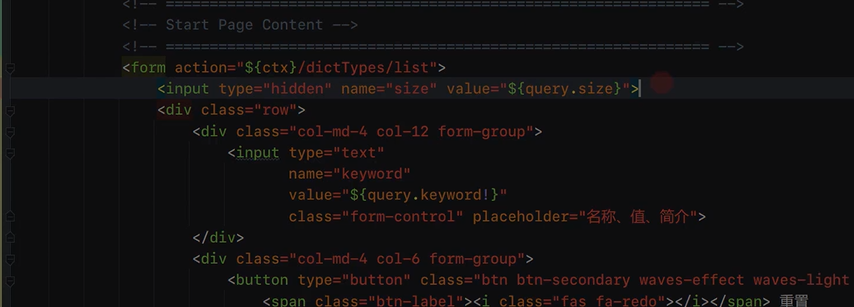 <!-- ============================================================== -->
<!-- Start Page Content -->
<!-- ============================================================== -->
<form action="${ctx}/dictTypes/list">
<input type="hidden" name="size" value="${query.size}">
<div class="row">
<div class="col-md-4 col-12 form-group">
<input type="text"
name="keyword"
value="${query.keyword!}"
class="form-control" placeholder="名称、值、简介">
</div>
<div class="col-md-4 col-6 form-group">
<button type="button" class="btn btn-secondary waves-effect waves-light
<span class="btn-label"><i class="fas fa-redo"></i></span> 重置